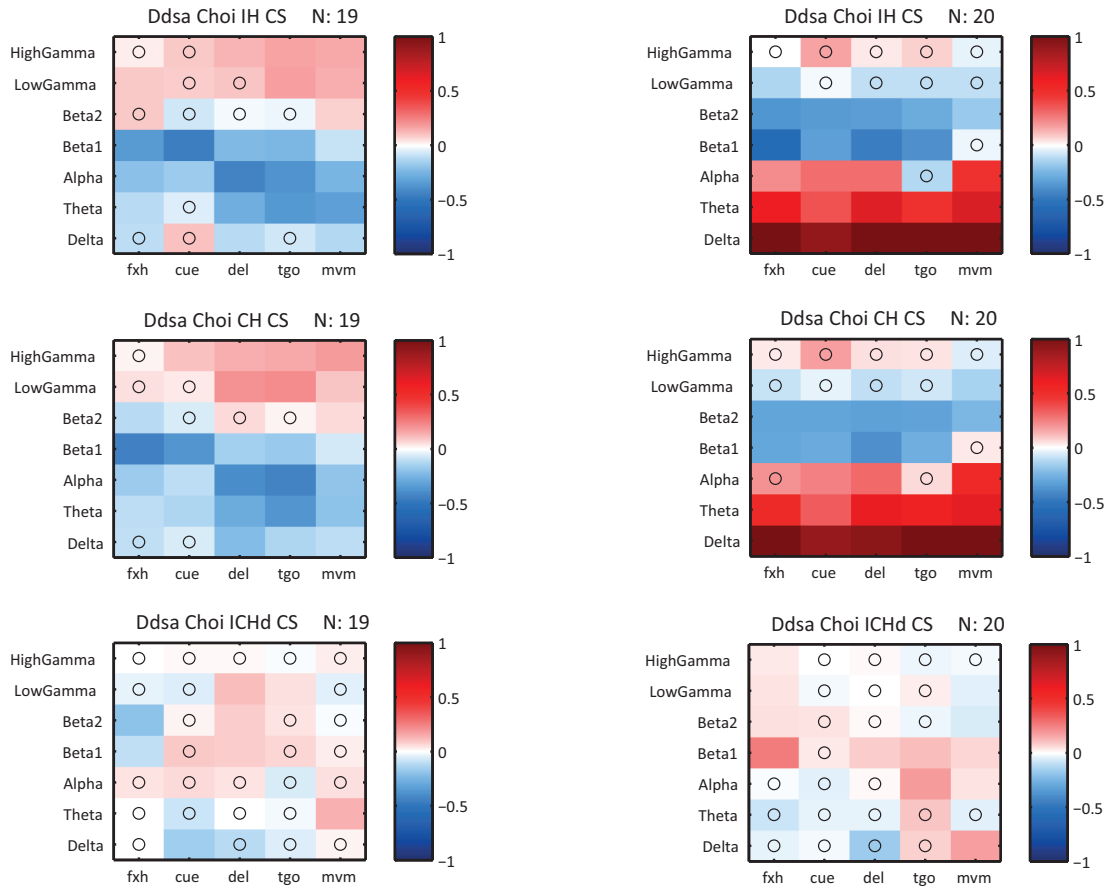 Ddsa Choi IH CS N: 19
HighGamma
LowGamma
Beta2
Beta1
Alpha
Theta
Delta
fxh cue del tgo mvm
1
0.5
0
−0.5
−1
Ddsa Choi IH CS N: 20
HighGamma
LowGamma
Beta2
Beta1
Alpha
Theta
Delta
fxh cue del tgo mvm
1
0.5
0
−0.5
−1
Ddsa Choi CH CS N: 19
HighGamma
LowGamma
Beta2
Beta1
Alpha
Theta
Delta
fxh cue del tgo mvm
1
0.5
0
−0.5
−1
Ddsa Choi CH CS N: 20
HighGamma
LowGamma
Beta2
Beta1
Alpha
Theta
Delta
fxh cue del tgo mvm
1
0.5
0
−0.5
−1
Ddsa Choi ICHd CS N: 19
HighGamma
LowGamma
Beta2
Beta1
Alpha
Theta
Delta
fxh cue del tgo mvm
1
0.5
0
−0.5
−1
Ddsa Choi ICHd CS N: 20
HighGamma
LowGamma
Beta2
Beta1
Alpha
Theta
Delta
fxh cue del tgo mvm
1
0.5
0
−0.5
−1